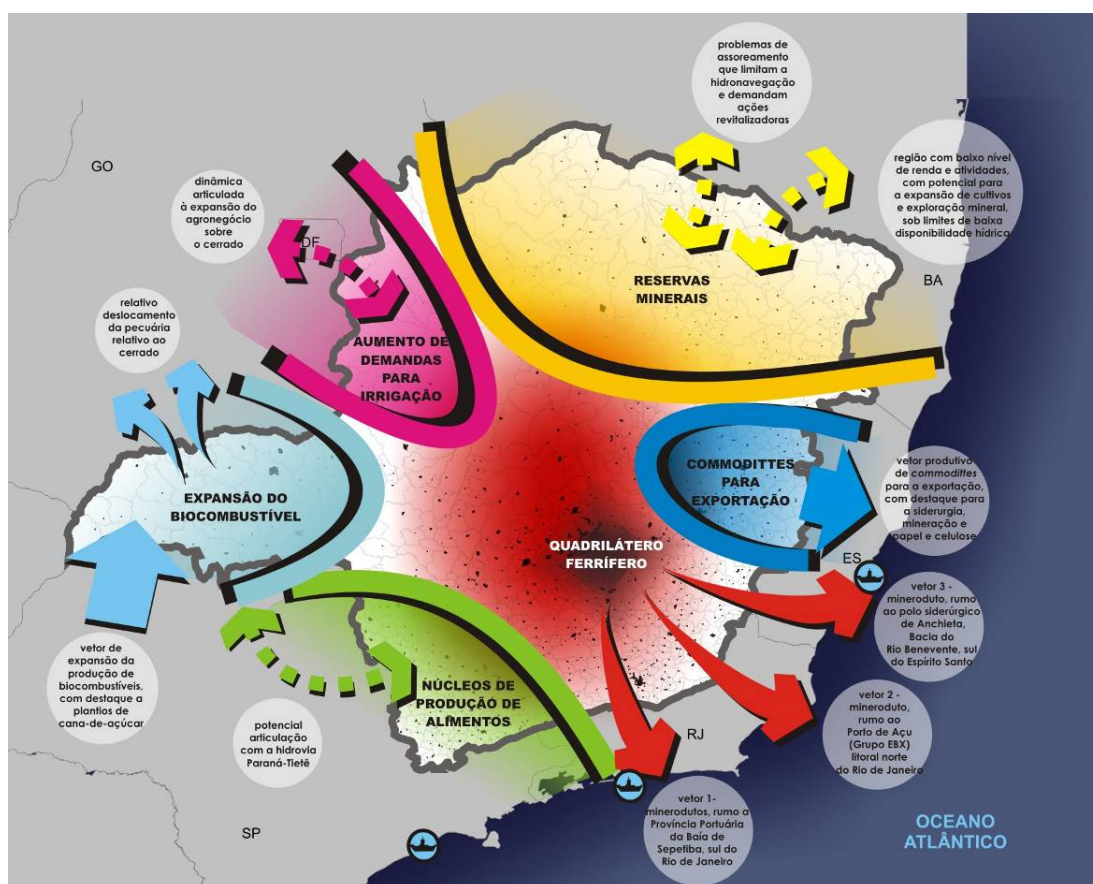 problemas de
assoreamento
que limitam a
hidronavegação
e demandam
ações
revitalizadoras
GO
dinâmica
articulada
à expansão do
agronegócio
sobre
o cerrado
região com baixo nível
de renda e atividades,
com potencial para
a expansão de cultivos
e exploração mineral,
sob limites de baixa
disponibilidade hídrica
DF
BA
RESERVAS
MINERAIS
relativo
deslocamento
da pecuária
relativo ao
cerrado
AUMENTO DE
DEMANDAS
PARA
IRRIGAÇÃO
EXPANSÃO DO
BIOCOMBUSTÍVEL
COMMODITTES
PARA
EXPORTAÇÃO
vetor produtivo
de commodittes
para a exportação,
com destaque para
a siderurgia,
mineração e
papel e celulose
QUADRILÁTERO
FERRÍFERO
ES
vetor 3 -
mineroduto, rumo
ao polo siderúrgico
de Anchieta,
Bacia do
Rio Benevente, sul
do Espírito Santo
vetor de
expansão da
produção de
biocombustíveis,
com destaque a
plantios de
cana-de-açúcar
NÚCLEOS DE
PRODUÇÃO DE
ALIMENTOS
potencial
articulação
com a hidrovia
Paraná-Tietê
vetor 2 -
mineroduto,
rumo ao
Porto de Açu
(Grupo EBX)
litoral norte
do Rio de Janeiro
RJ
vetor 1-
minerodutos, rumo a
Província Portuária
da Baía de
Sepetiba, sul do
Rio de Janeiro
SP
OCEANO
ATLÂNTICO